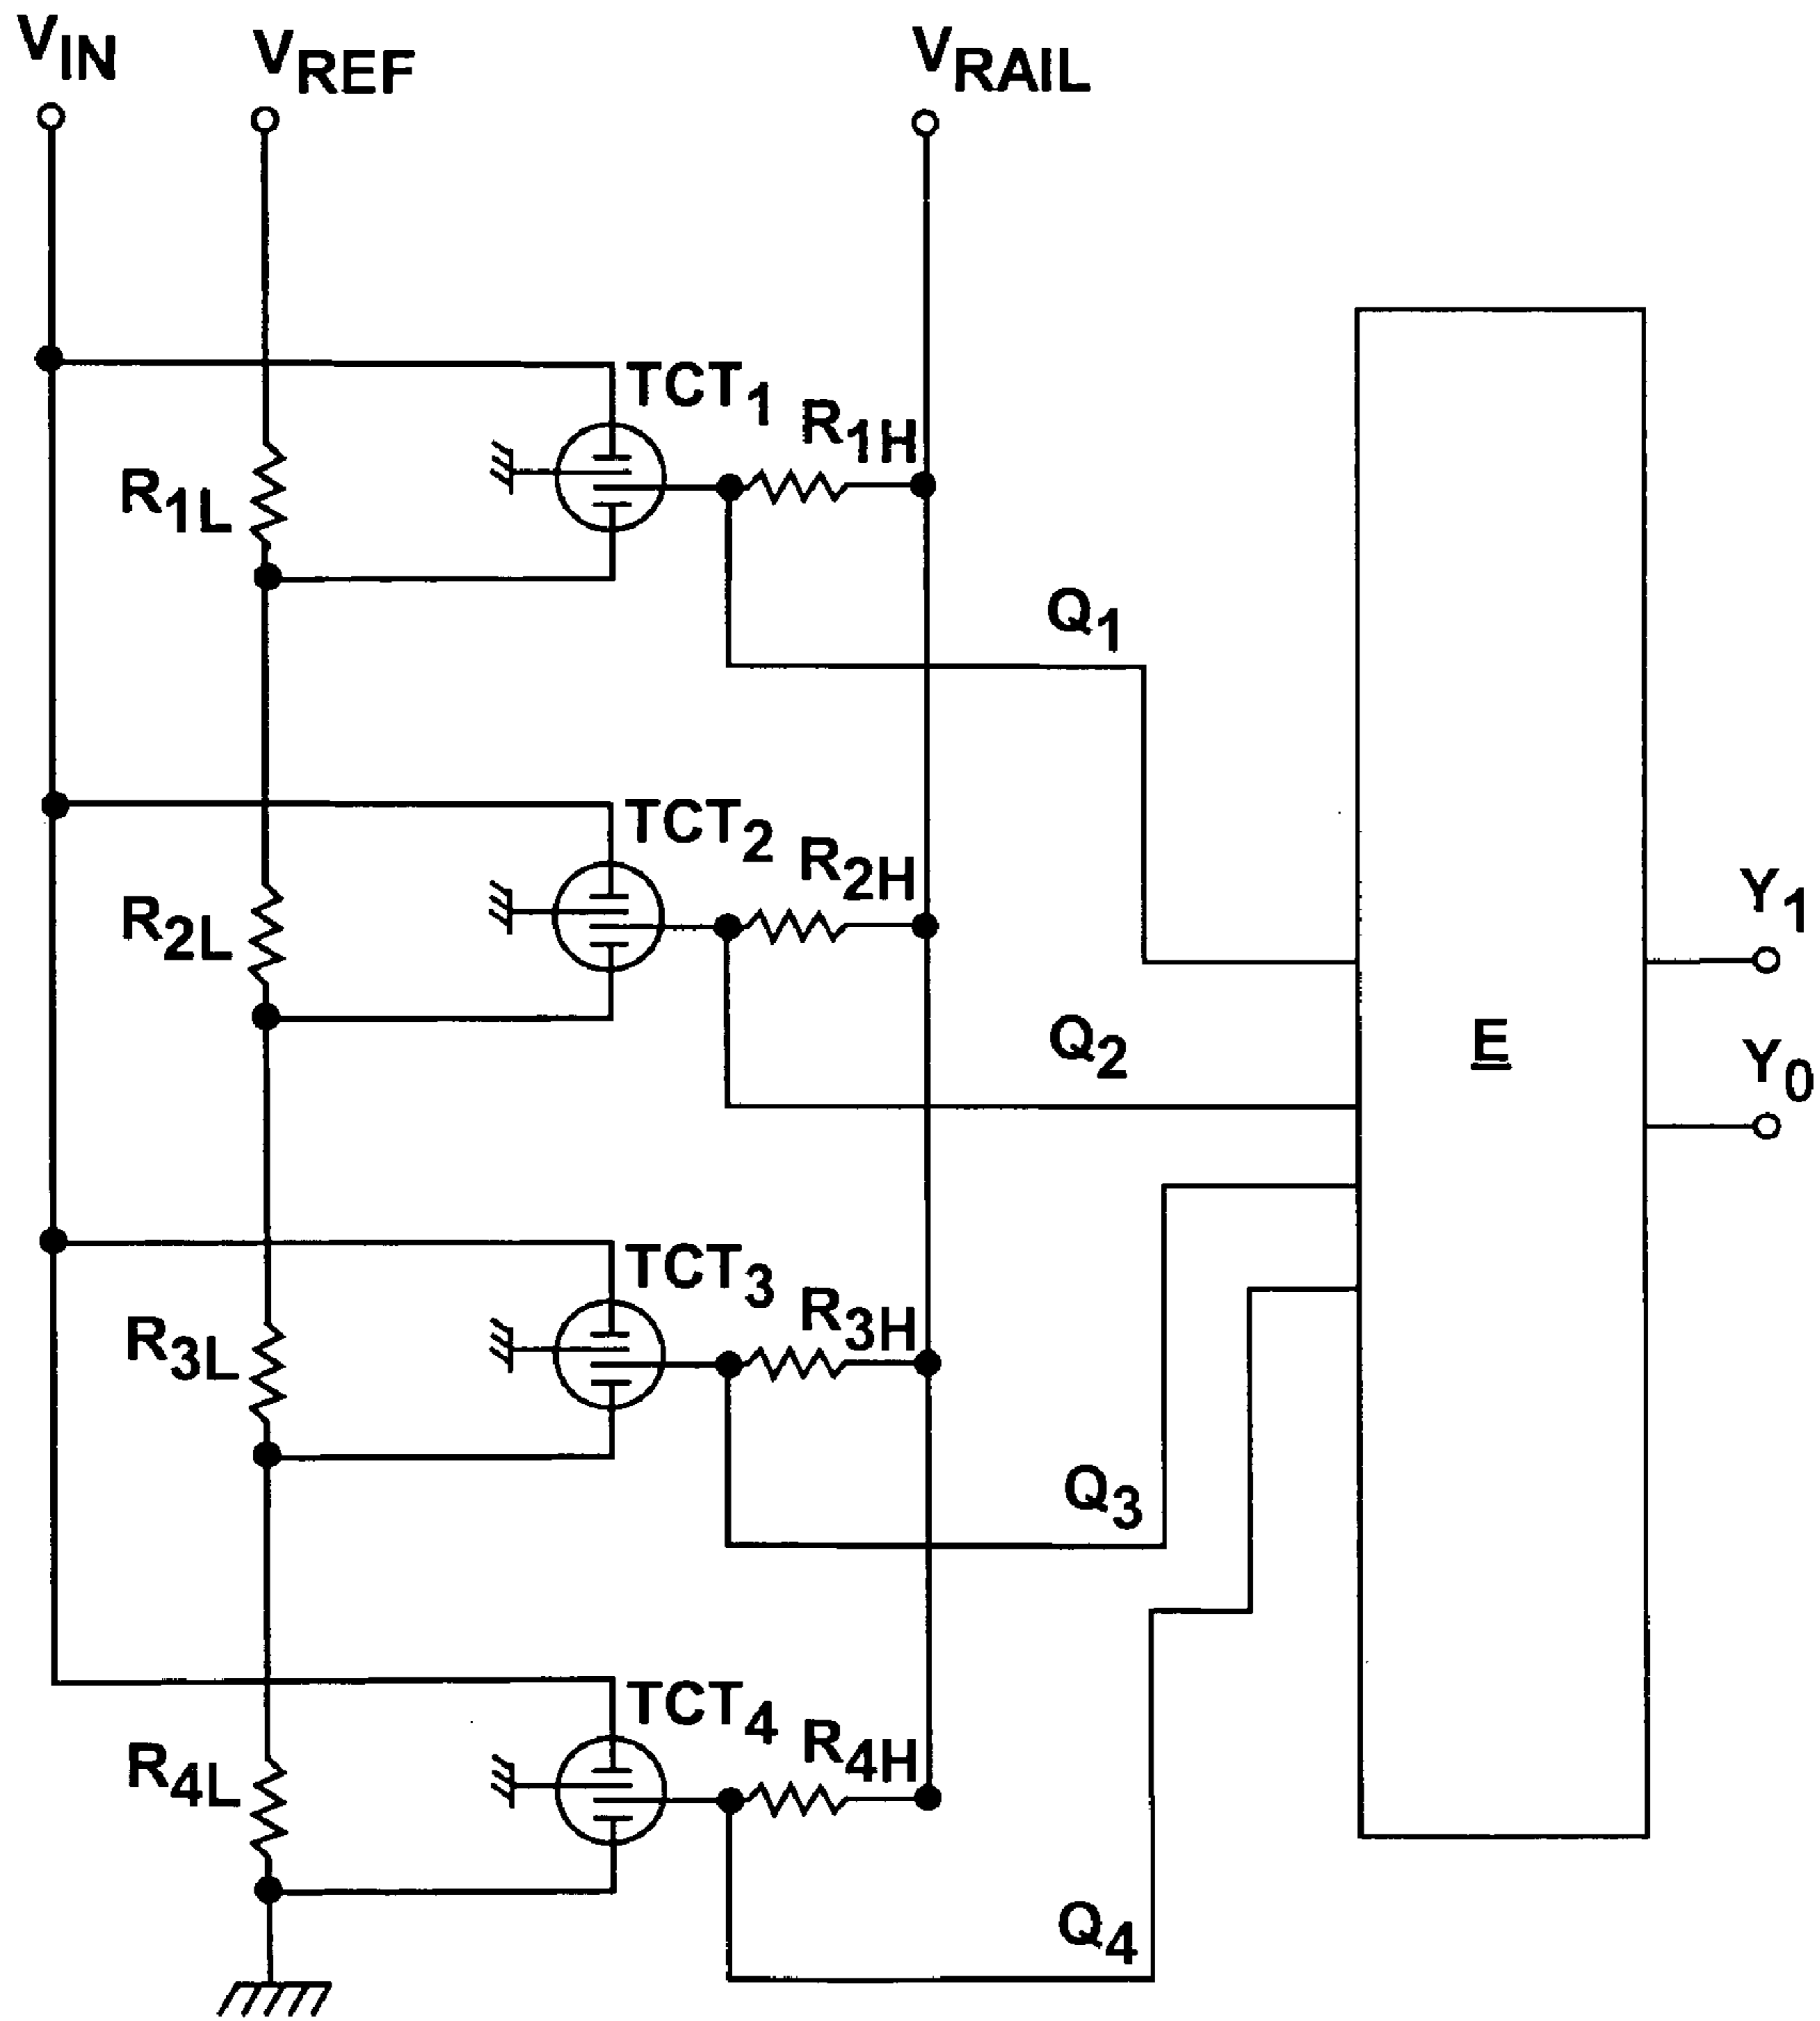 VIN
VREF
VRAIL
TCT1
R1H
R1L
Q1
TCT2
R2H
R2L
Q2
E
Y1
Y0
TCT3
R3H
R3L
Q3
TCT4
R4H
R4L
Q4